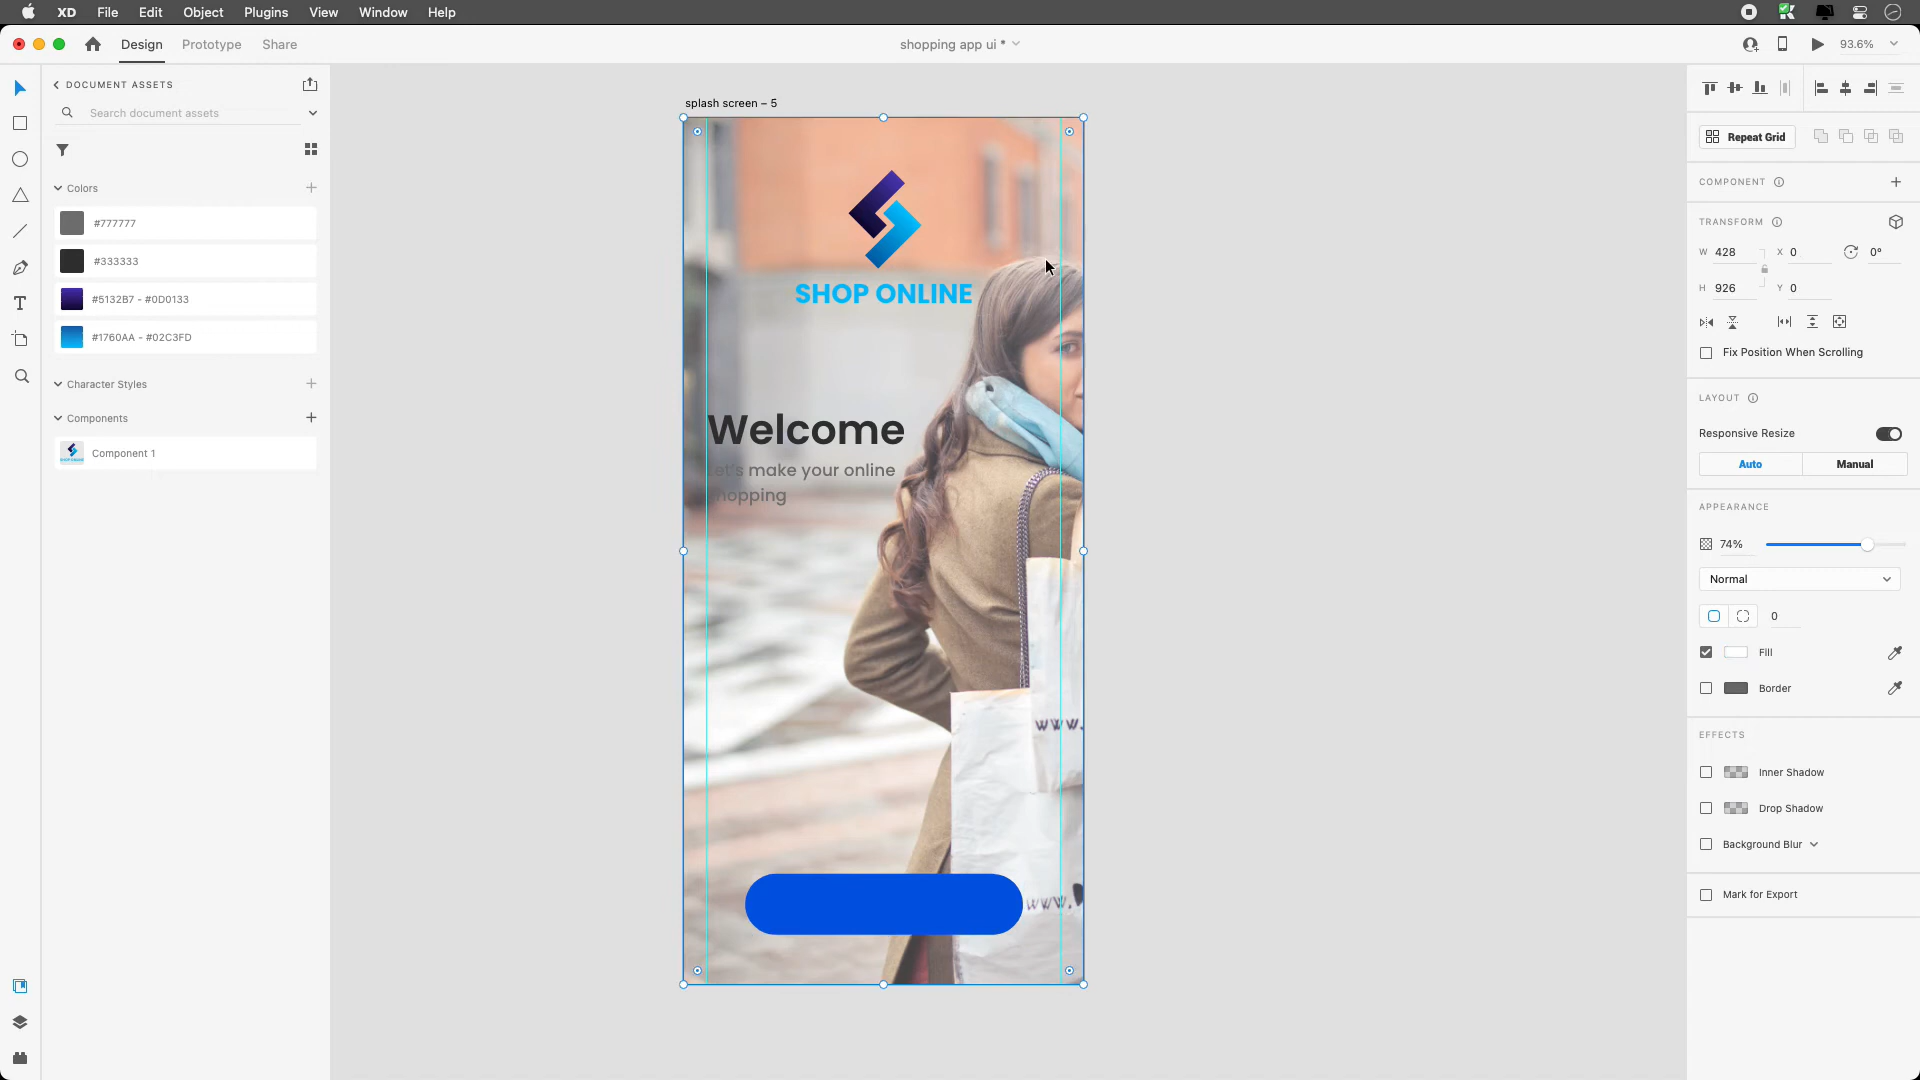 XD File Edit Object Plugins View Window Help
Design Prototype Share
shopping app ui *
93.6%
DOCUMENT ASSETS
Search document assets
Colors
#777777
#333333
#5132B7 - #0D0133
#1760AA - #02C3FD
Character Styles
Components
Component 1
splash screen – 5
SHOP ONLINE
Welcome
Let's make your online
shopping
www.
www.
Repeat Grid
COMPONENT
TRANSFORM
W 428 X 0 0°
H 926 Y 0
Fix Position When Scrolling
LAYOUT
Responsive Resize
Auto Manual
APPEARANCE
74%
Normal
0
Fill
Border
EFFECTS
Inner Shadow
Drop Shadow
Background Blur
Mark for Export